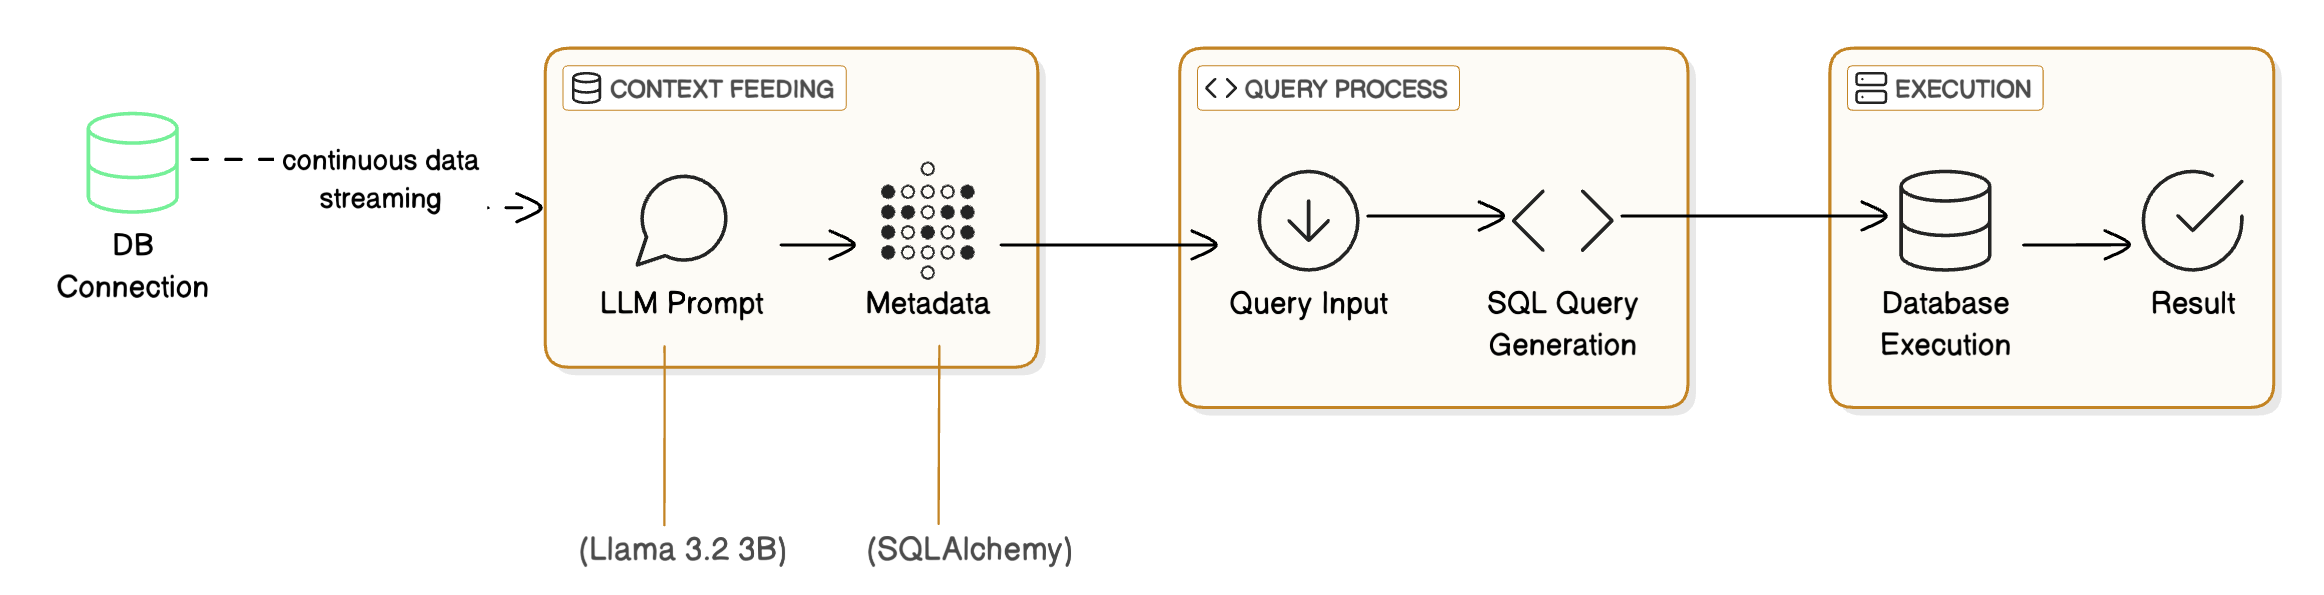 DB
Connection
continuous data
streaming
CONTEXT FEEDING
LLM Prompt
Metadata
(Llama 3.2 3B)
(SQLAlchemy)
QUERY PROCESS
Query Input
SQL Query
Generation
EXECUTION
Database
Execution
Result